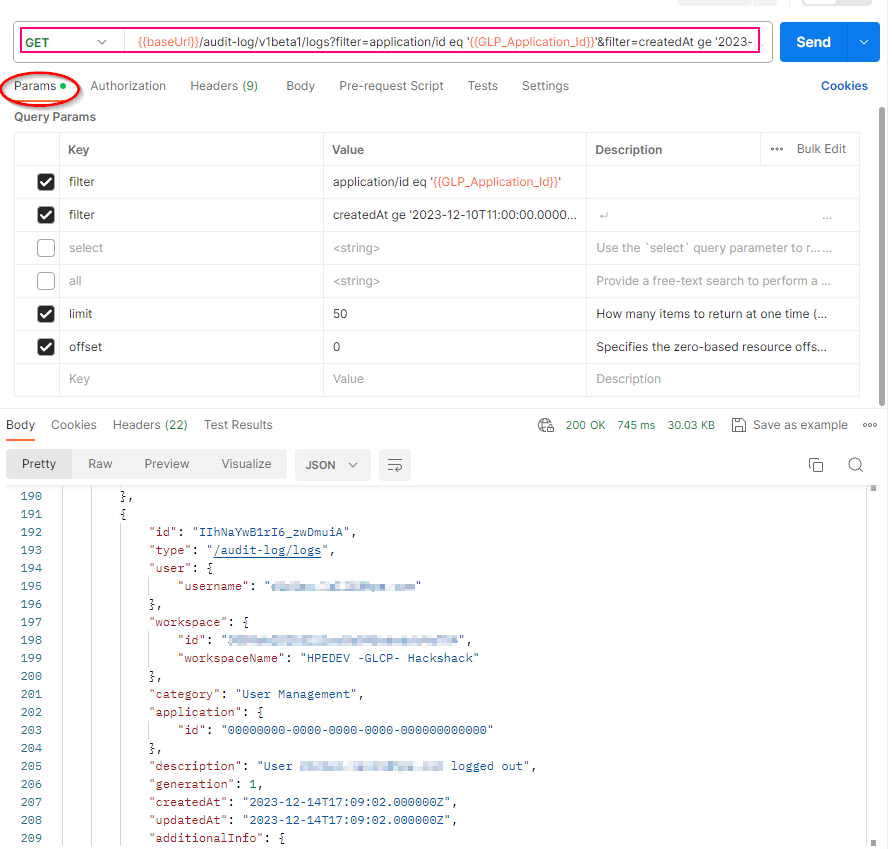 GET {{baseUrl}}/audit-log/v1beta1/logs?filter=application/id eq '{{GLP_Application_Id}}'&filter=createdAt ge '2023-...
Send
Params Authorization Headers (9) Body Pre-request Script Tests Settings Cookies
Query Params
Key Value Description ••• Bulk Edit
filter application/id eq '{{GLP_Application_Id}}'
filter createdAt ge '2023-12-10T11:00:00.0000... ↵ ...
select <string> Use the `select` query parameter to r... ...
all <string> Provide a free-text search to perform a ...
limit 50 How many items to return at one time (...
offset 0 Specifies the zero-based resource offs...
Key Value Description
Body Cookies Headers (22) Test Results 200 OK 745 ms 30.03 KB Save as example •••
Pretty Raw Preview Visualize JSON
190 },
191 {
192 "id": "IIhNaYwB1rI6_zwDmuiA",
193 "type": "/audit-log/logs",
194 "user": {
195 "username": " "
196 },
197 "workspace": {
198 "id": " ",
199 "workspaceName": "HPEDEV -GLCP- Hackshack"
200 },
201 "category": "User Management",
202 "application": {
203 "id": "00000000-0000-0000-0000-000000000000"
204 },
205 "description": "User logged out",
206 "generation": 1,
207 "createdAt": "2023-12-14T17:09:02.000000Z",
208 "updatedAt": "2023-12-14T17:09:02.000000Z",
209 "additionalInfo": {